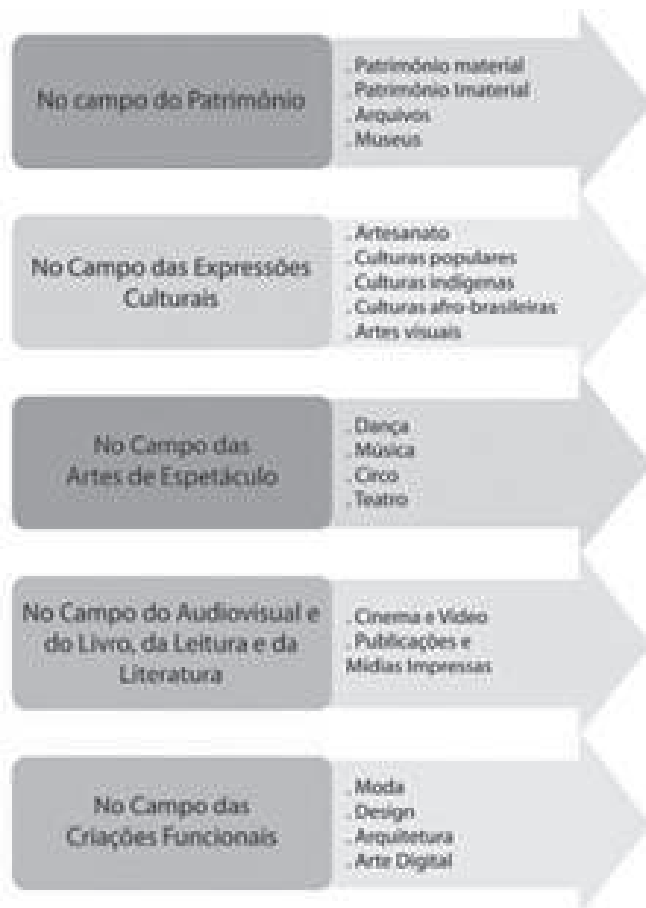 No campo do Patrimônio
. Patrimônio material
. Patrimônio Imaterial
. Arquivos
. Museus
No Campo das Expressões
Culturais
. Artesanato
. Culturas populares
. Culturas indígenas
. Culturas afro-brasileiras
. Artes visuais
No Campo das
Artes de Espetáculo
. Dança
. Música
. Circo
. Teatro
No Campo do Audiovisual e
do Livro, da Leitura e da
Literatura
. Cinema e Vídeo
. Publicações e
Mídias Impressas
No Campo das
Criações Funcionais
. Moda
. Design
. Arquitetura
. Arte Digital